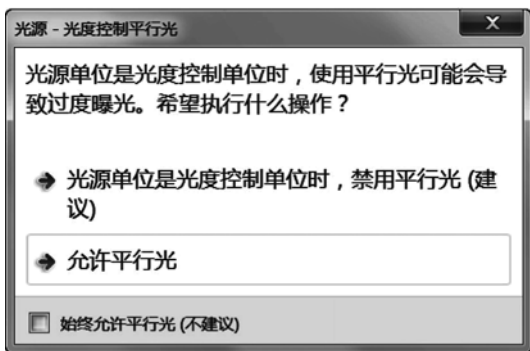 光源 - 光度控制平行光
光源单位是光度控制单位时，使用平行光可能会导
致过度曝光。希望执行什么操作？
光源单位是光度控制单位时，禁用平行光 (建
议)
允许平行光
始终允许平行光 (不建议)